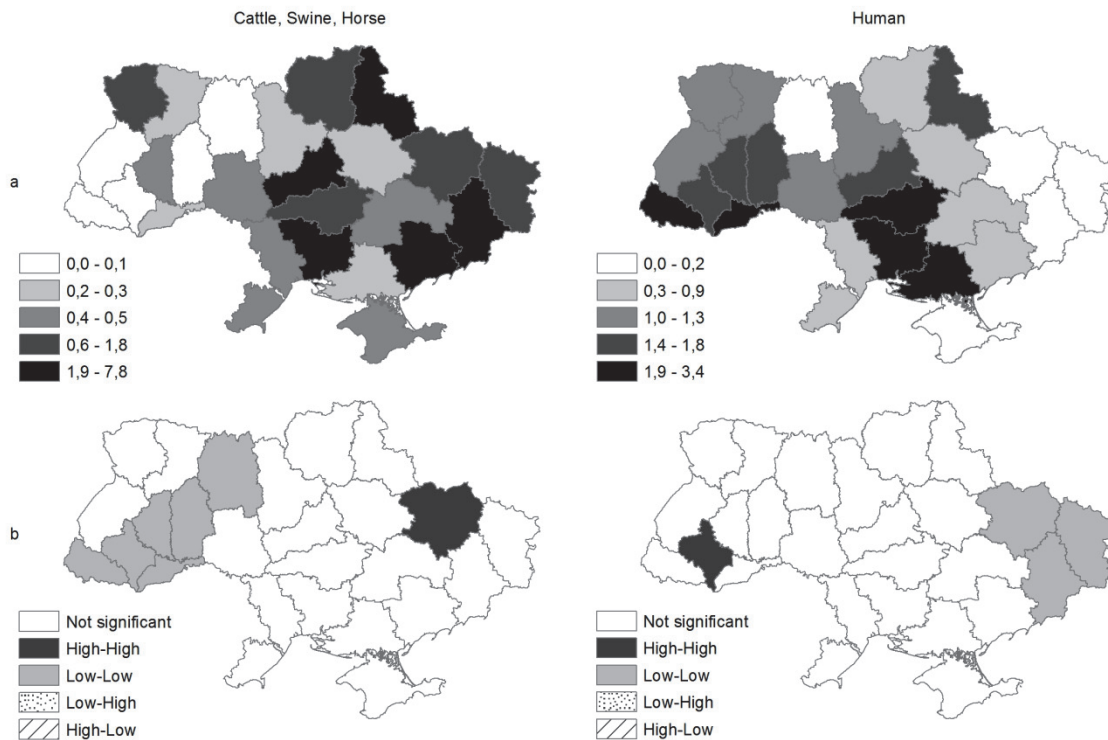 Cattle, Swine, Horse
Human
a
0,0 - 0,1
0,2 - 0,3
0,4 - 0,5
0,6 - 1,8
1,9 - 7,8
0,0 - 0,2
0,3 - 0,9
1,0 - 1,3
1,4 - 1,8
1,9 - 3,4
b
Not significant
High-High
Low-Low
Low-High
High-Low
Not significant
High-High
Low-Low
Low-High
High-Low